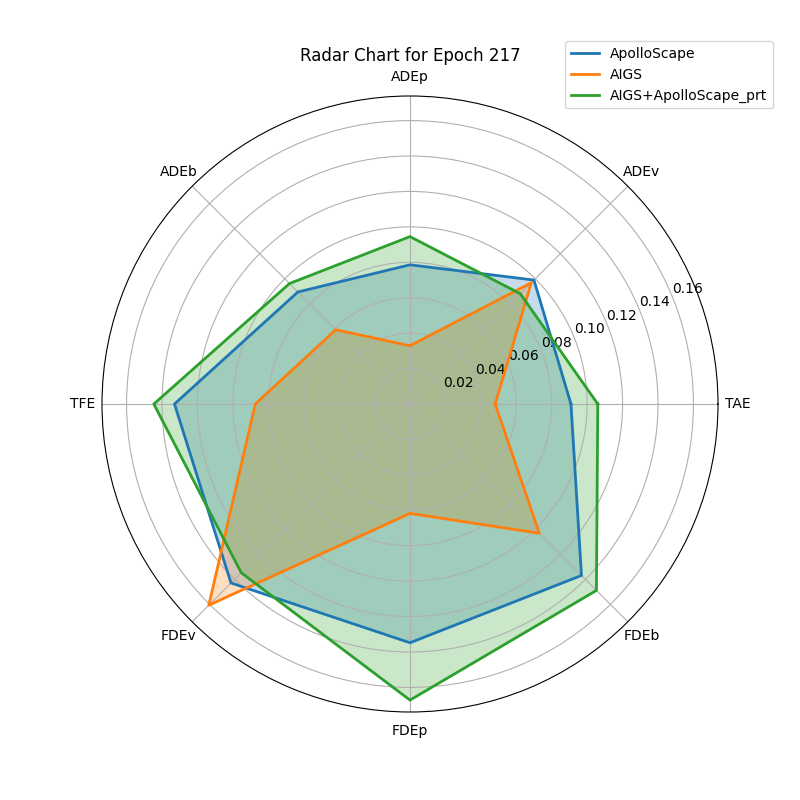 Radar Chart for Epoch 217
ApolloScape
AIGS
AIGS+ApolloScape_prt
ADEp
ADEb
ADEv
0.16
0.14
0.12
0.10
0.08
0.06
0.04
0.02
TFE
TAE
FDEv
FDEb
FDEp